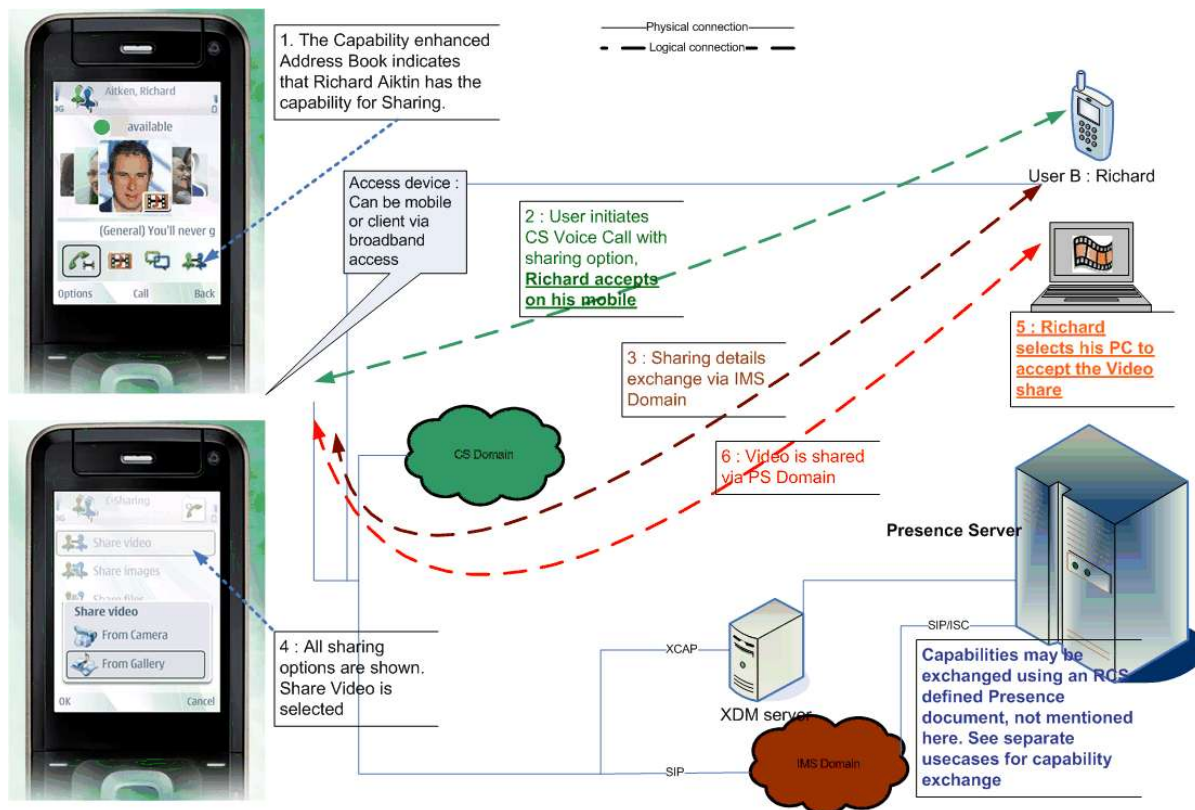 Physical connection
Logical connection
1. The Capability enhanced
Address Book indicates
that Richard Aiktin has the
capability for Sharing.
3G
Aitken, Richard
available
(General) You'll never g
Options
Call
Back
Access device :
Can be mobile
or client via
broadband
access
2 : User initiates
CS Voice Call with
sharing option,
Richard accepts
on his mobile
User B : Richard
3 : Sharing details
exchange via IMS
Domain
5 : Richard
selects his PC to
accept the Video
share
CS Domain
6 : Video is shared
via PS Domain
3G
C-Sharing
Share video
Share images
Share files
Share video
From Camera
From Gallery
OK
Cancel
4 : All sharing
options are shown.
Share Video is
selected
Presence Server
XCAP
XDM server
SIP
IMS Domain
SIP/ISC
Capabilities may be
exchanged using an RCS
defined Presence
document, not mentioned
here. See separate
usecases for capability
exchange